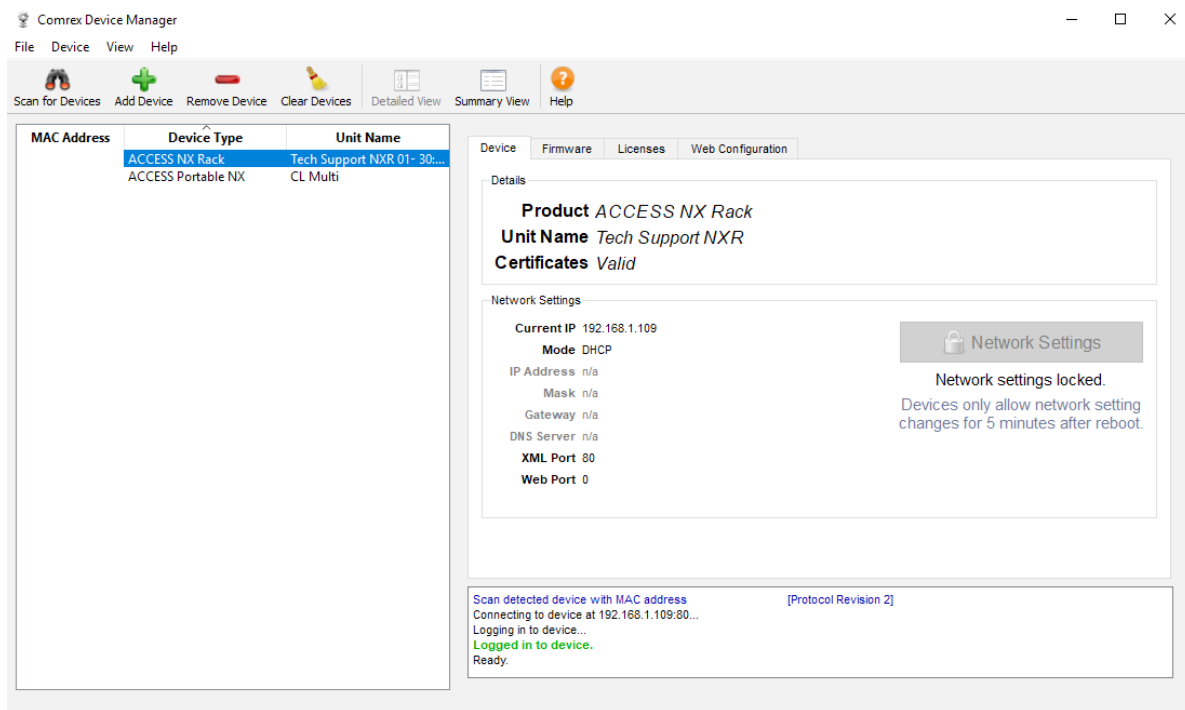 Comrex Device Manager
File Device View Help
Scan for Devices Add Device Remove Device Clear Devices Detailed View Summary View Help
MAC Address Device Type Unit Name
ACCESS NX Rack Tech Support NXR 01- 30:...
ACCESS Portable NX CL Multi
Device Firmware Licenses Web Configuration
Details
Product ACCESS NX Rack
Unit Name Tech Support NXR
Certificates Valid
Network Settings
Current IP 192.168.1.109
Mode DHCP
IP Address n/a
Mask n/a
Gateway n/a
DNS Server n/a
XML Port 80
Web Port 0
Network Settings
Network settings locked.
Devices only allow network setting
changes for 5 minutes after reboot.
Scan detected device with MAC address [Protocol Revision 2]
Connecting to device at 192.168.1.109:80...
Logging in to device...
Logged in to device.
Ready.